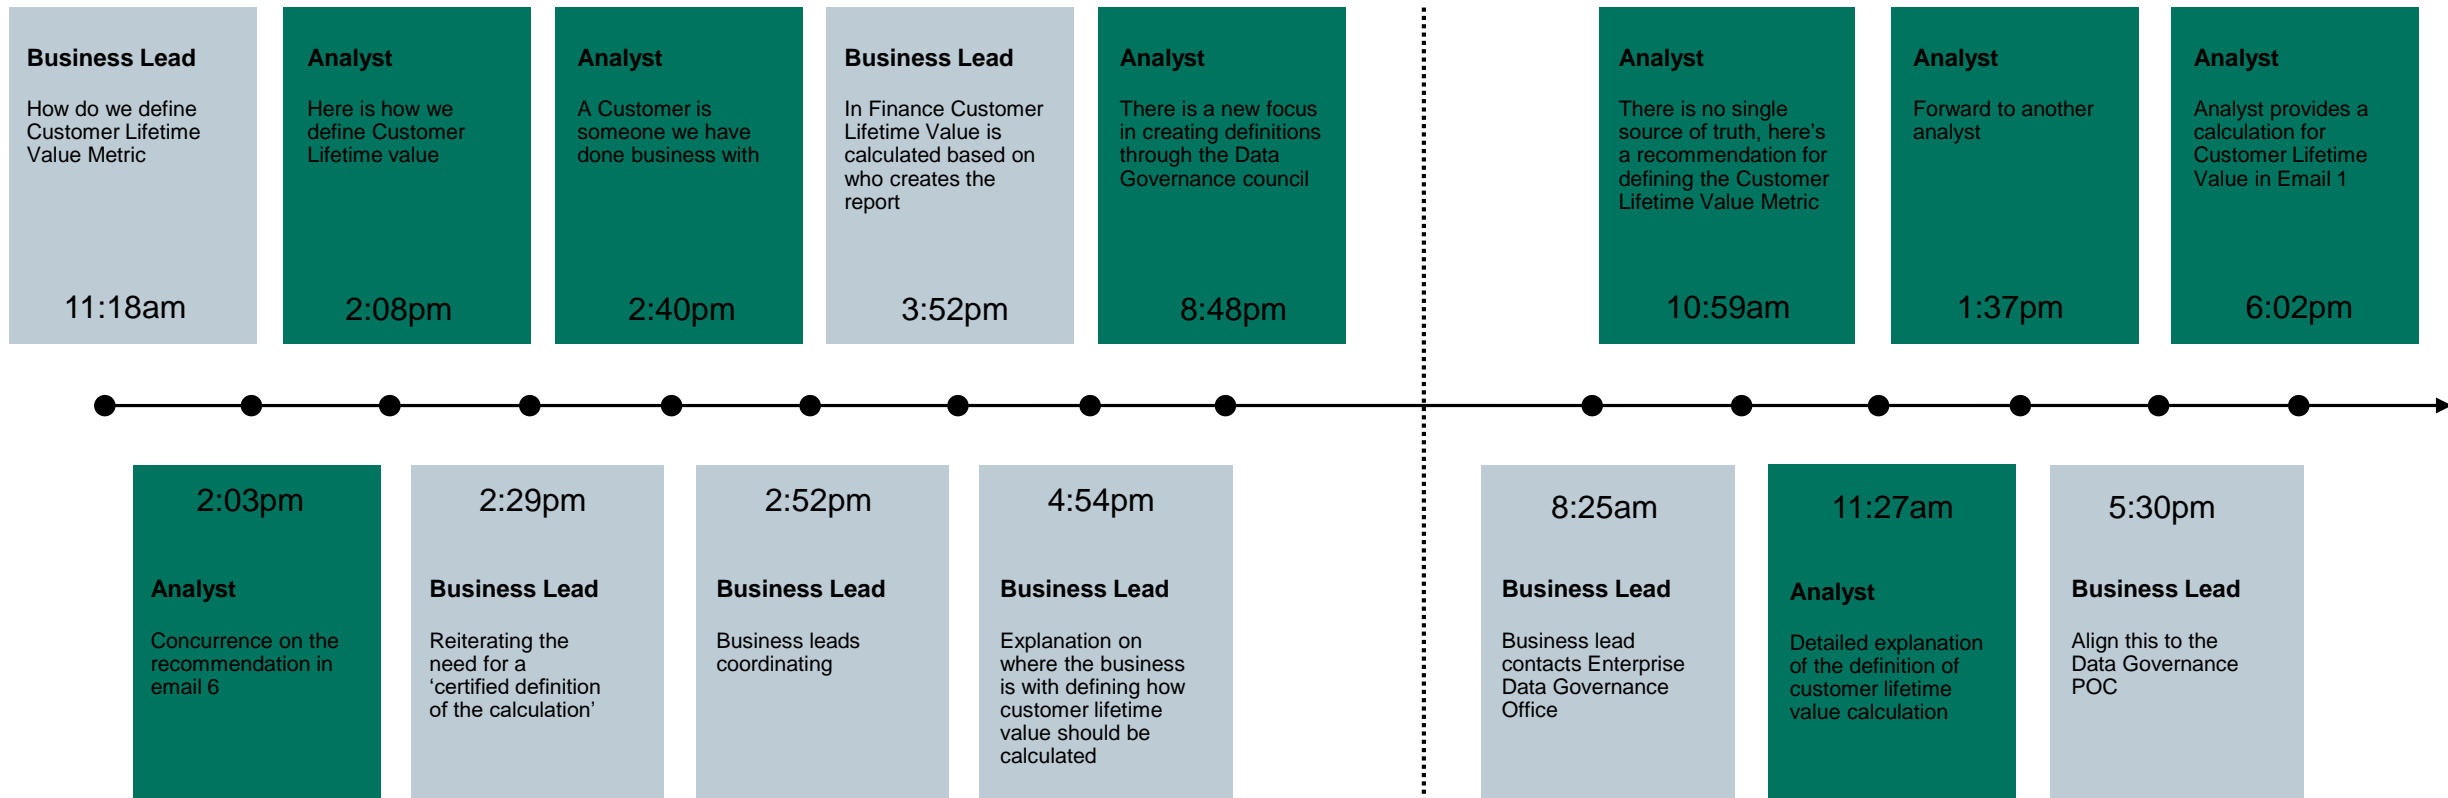 Business Lead
How do we define
Customer Lifetime
Value Metric
11:18am
Analyst
Here is how we
define Customer
Lifetime value
2:08pm
Analyst
A Customer is
someone we have
done business with
2:40pm
Business Lead
In Finance Customer
Lifetime Value is
calculated based on
who creates the
report
3:52pm
Analyst
There is a new focus
in creating definitions
through the Data
Governance council
8:48pm
Analyst
There is no single
source of truth, here’s
a recommendation for
defining the Customer
Lifetime Value Metric
10:59am
Analyst
Forward to another
analyst
1:37pm
Analyst
Analyst provides a
calculation for
Customer Lifetime
Value in Email 1
6:02pm
2:03pm
Analyst
Concurrence on the
recommendation in
email 6
2:29pm
Business Lead
Reiterating the
need for a
‘certified definition
of the calculation’
2:52pm
Business Lead
Business leads
coordinating
4:54pm
Business Lead
Explanation on
where the business
is with defining how
customer lifetime
value should be
calculated
8:25am
Business Lead
Business lead
contacts Enterprise
Data Governance
Office
11:27am
Analyst
Detailed explanation
of the definition of
customer lifetime
value calculation
5:30pm
Business Lead
Align this to the
Data Governance
POC